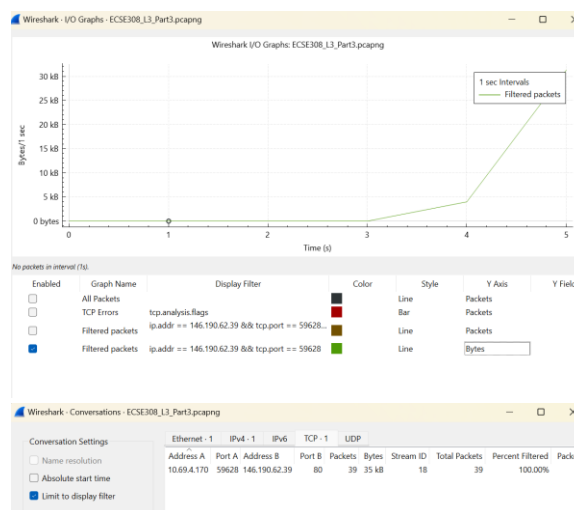 Wireshark · I/O Graphs · ECSE308_L3_Part3.pcapng
Wireshark I/O Graphs: ECSE308_L3_Part3.pcapng
30 kB
25 kB
20 kB
15 kB
10 kB
5 kB
0 bytes
Bytes/1 sec
1 sec Intervals
Filtered packets
0 1 2 3 4 5
Time (s)
No packets in interval (1s).
Enabled Graph Name Display Filter Color Style Y Axis Y Fiel
All Packets Line Packets
TCP Errors tcp.analysis.flags Bar Packets
Filtered packets ip.addr == 146.190.62.39 && tcp.port == 59628... Line Packets
Filtered packets ip.addr == 146.190.62.39 && tcp.port == 59628 Line Bytes
Wireshark · Conversations · ECSE308_L3_Part3.pcapng
Conversation Settings
Name resolution
Absolute start time
Limit to display filter
Ethernet · 1 IPv4 · 1 IPv6 TCP · 1 UDP
Address A Port A Address B Port B Packets Bytes Stream ID Total Packets Percent Filtered Pack
10.69.4.170 59628 146.190.62.39 80 39 35 kB 18 39 100.00%